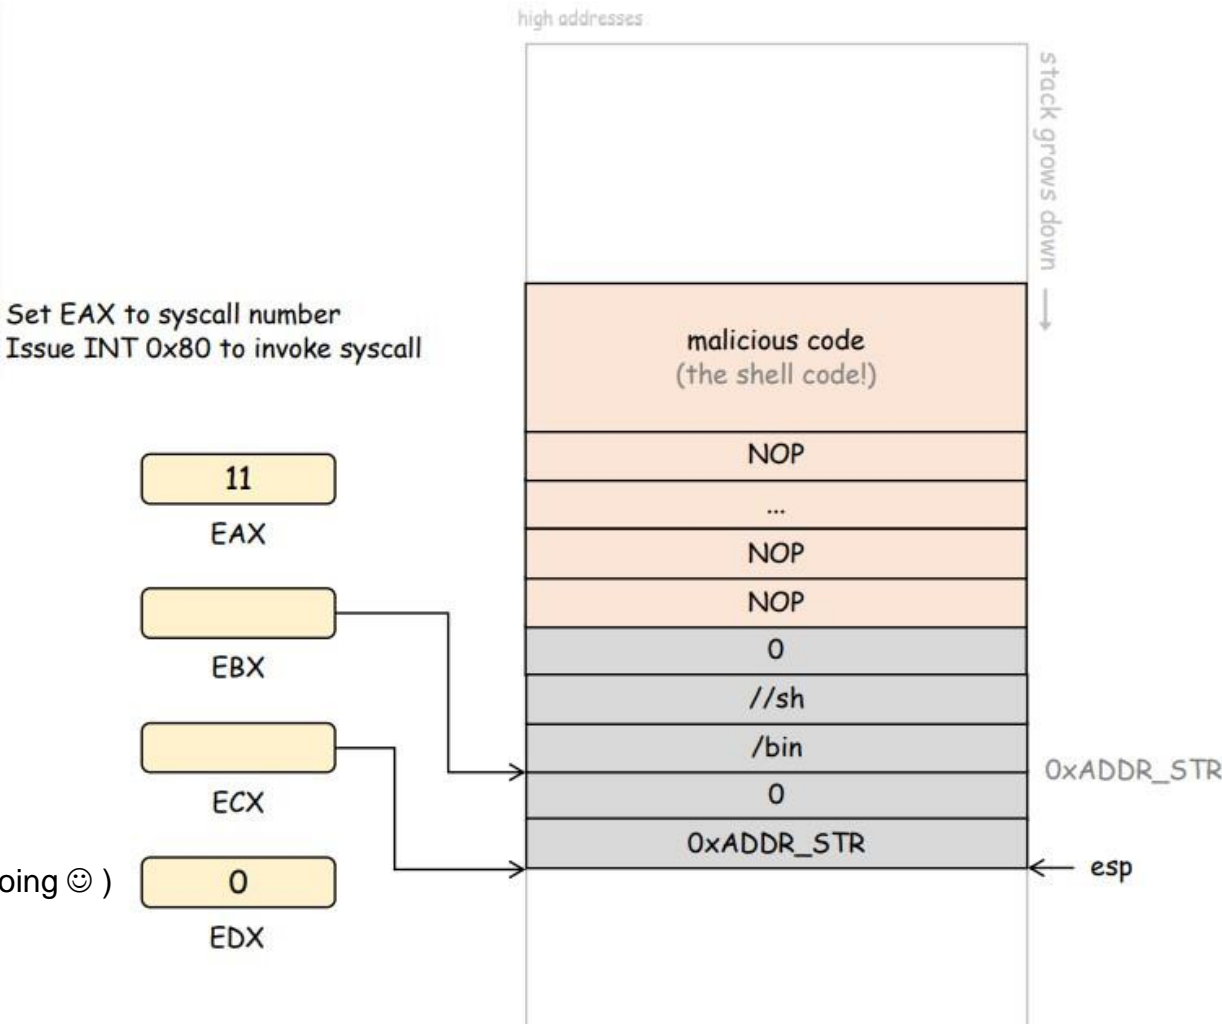 high addresses
stack grows down
Set EAX to syscall number
Issue INT 0x80 to invoke syscall
malicious code
(the shell code!)
NOP
11
...
EAX
NOP
NOP
0
EBX
//sh
/bin
0xADDR_STR
ECX
0
0xADDR_STR
esp
oing ☺ )
0
EDX